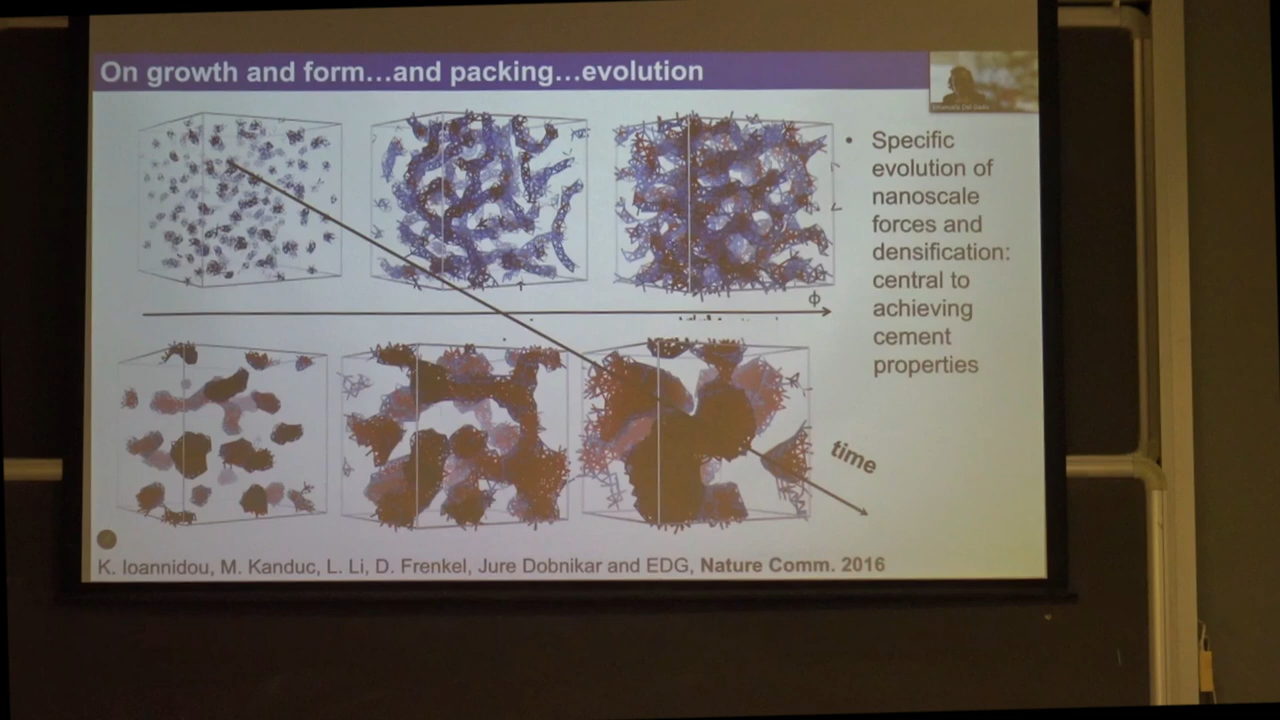 On growth and form...and packing...evolution
• Specific
evolution of
nanoscale
forces and
densification:
central to
achieving
cement
properties
ϕ
time
K. Ioannidou, M. Kanduc, L. Li, D. Frenkel, Jure Dobnikar and EDG, Nature Comm. 2016